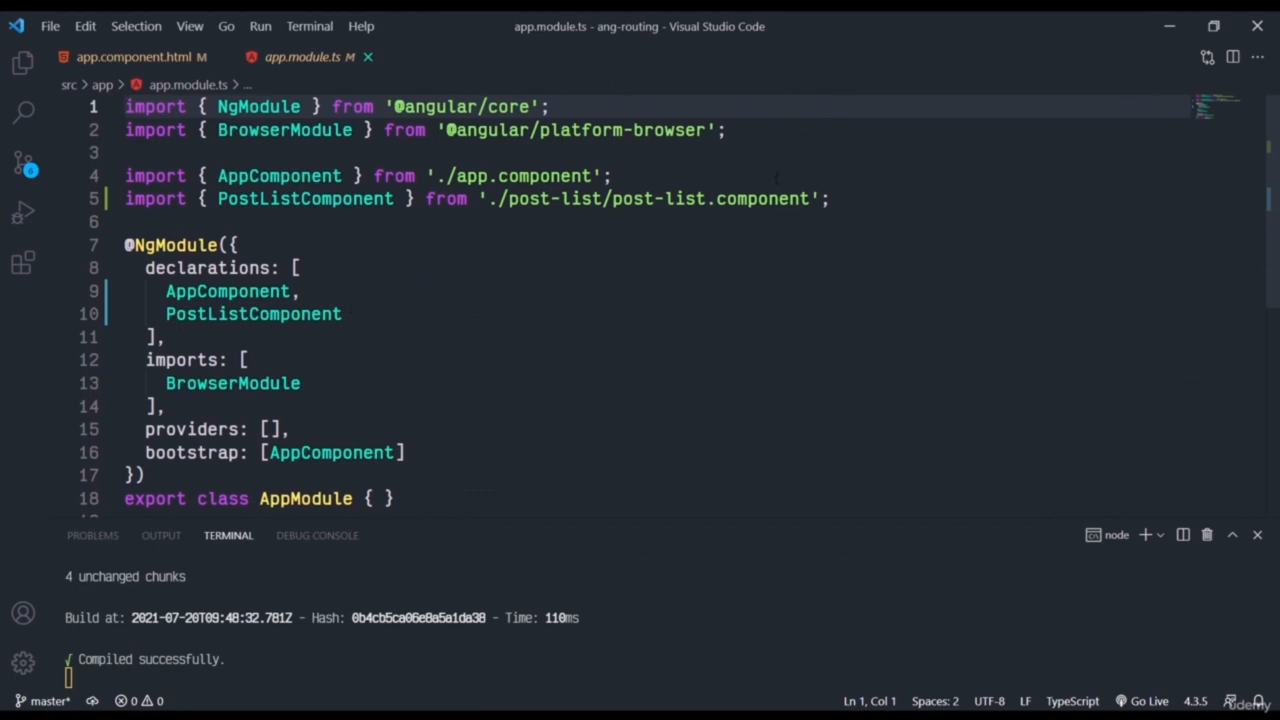 File Edit Selection View Go Run Terminal Help app.module.ts - ang-routing - Visual Studio Code
app.component.html M app.module.ts M
src > app > app.module.ts > ...
1 import { NgModule } from '@angular/core';
2 import { BrowserModule } from '@angular/platform-browser';
3
4 import { AppComponent } from './app.component';
5 import { PostListComponent } from './post-list/post-list.component';
6
7 @NgModule({
8 declarations: [
9 AppComponent,
10 PostListComponent
11 ],
12 imports: [
13 BrowserModule
14 ],
15 providers: [],
16 bootstrap: [AppComponent]
17 })
18 export class AppModule { }
PROBLEMS OUTPUT TERMINAL DEBUG CONSOLE node
4 unchanged chunks
Build at: 2021-07-20T09:48:32.781Z - Hash: 0b4cb5ca06e8a5a1da38 - Time: 110ms
√ Compiled successfully.
6
master* 0 0 Ln 1, Col 1 Spaces: 2 UTF-8 LF TypeScript Go Live 4.3.5
udemy